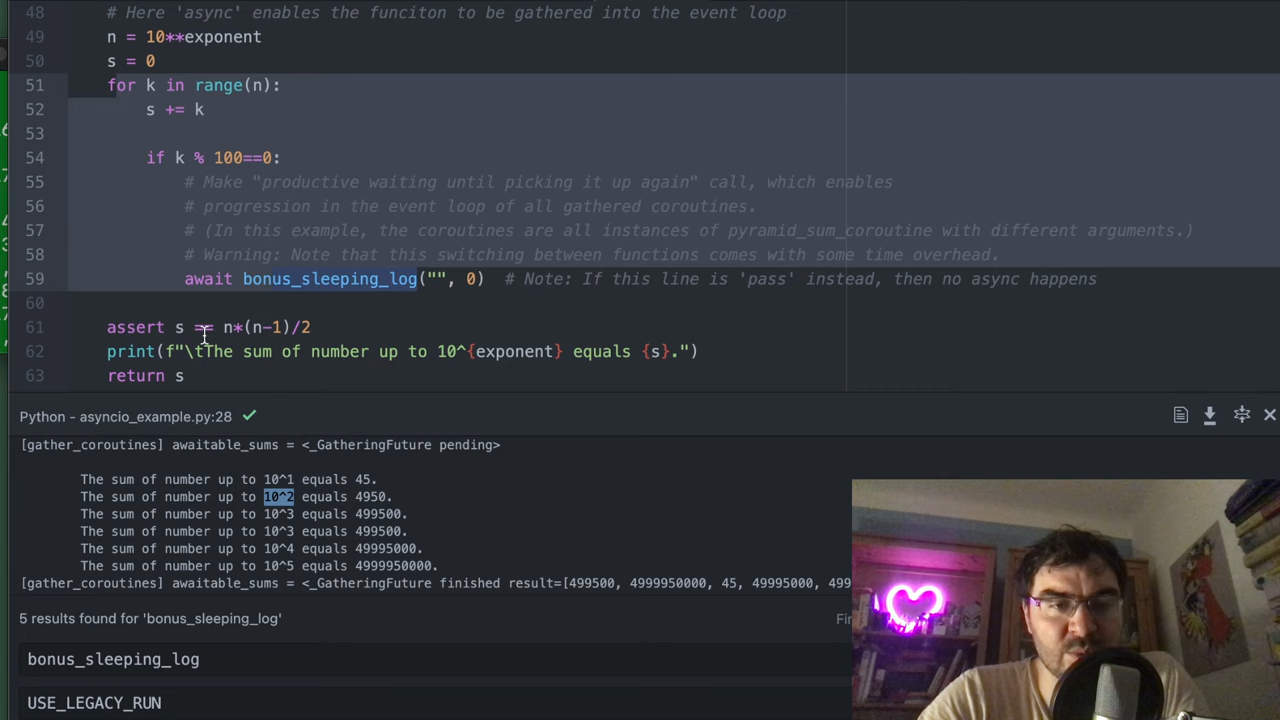 48 # Here 'async' enables the funciton to be gathered into the event loop
49 n = 10**exponent
50 s = 0
51 for k in range(n):
52 s += k
53
54 if k % 100==0:
55 # Make "productive waiting until picking it up again" call, which enables
56 # progression in the event loop of all gathered coroutines.
57 # (In this example, the coroutines are all instances of pyramid_sum_coroutine with different arguments.)
58 # Warning: Note that this switching between functions comes with some time overhead.
59 await bonus_sleeping_log("", 0) # Note: If this line is 'pass' instead, then no async happens
60
61 assert s == n*(n-1)/2
62 print(f"\tThe sum of number up to 10^{exponent} equals {s}.")
63 return s
Python - asyncio_example.py:28
[gather_coroutines] awaitable_sums = <_GatheringFuture pending>
The sum of number up to 10^1 equals 45.
The sum of number up to 10^2 equals 4950.
The sum of number up to 10^3 equals 499500.
The sum of number up to 10^3 equals 499500.
The sum of number up to 10^4 equals 49995000.
The sum of number up to 10^5 equals 4999950000.
[gather_coroutines] awaitable_sums = <_GatheringFuture finished result=[499500, 4999950000, 45, 49995000, 499
5 results found for 'bonus_sleeping_log'
bonus_sleeping_log
USE_LEGACY_RUN